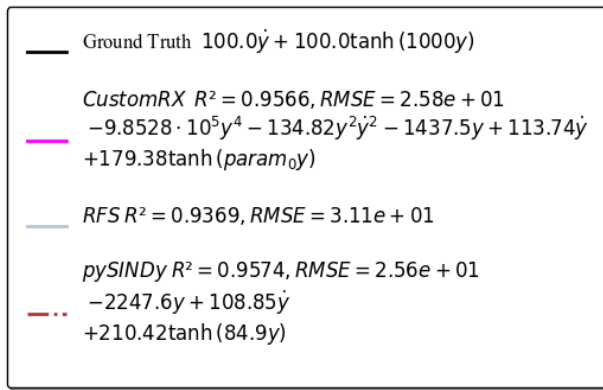 Ground Truth 100.0ẏ + 100.0tanh (1000y)
CustomRX R² = 0.9566, RMSE = 2.58e + 01
−9.8528 · 10⁵y⁴ − 134.82y²ẏ² − 1437.5y + 113.74ẏ
+179.38tanh (param₀y)
RFS R² = 0.9369, RMSE = 3.11e + 01
pySINDy R² = 0.9574, RMSE = 2.56e + 01
−2247.6y + 108.85ẏ
+210.42tanh (84.9y)